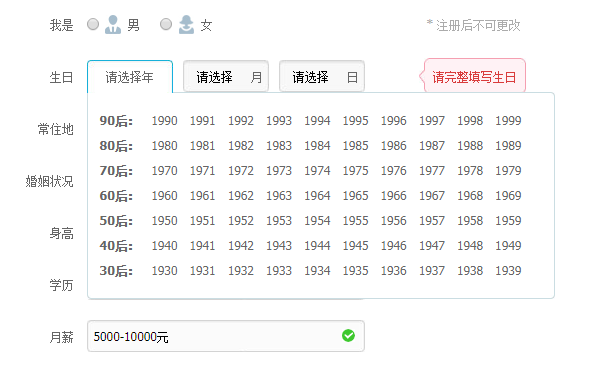 我是 男 女 * 注册后不可更改
生日 请选择年 请选择 月 请选择 日 请完整填写生日
90后: 1990 1991 1992 1993 1994 1995 1996 1997 1998 1999
常住地
80后: 1980 1981 1982 1983 1984 1985 1986 1987 1988 1989
70后: 1970 1971 1972 1973 1974 1975 1976 1977 1978 1979
婚姻状况
60后: 1960 1961 1962 1963 1964 1965 1966 1967 1968 1969
50后: 1950 1951 1952 1953 1954 1955 1956 1957 1958 1959
身高
40后: 1940 1941 1942 1943 1944 1945 1946 1947 1948 1949
30后: 1930 1931 1932 1933 1934 1935 1936 1937 1938 1939
学历
月薪 5000-10000元